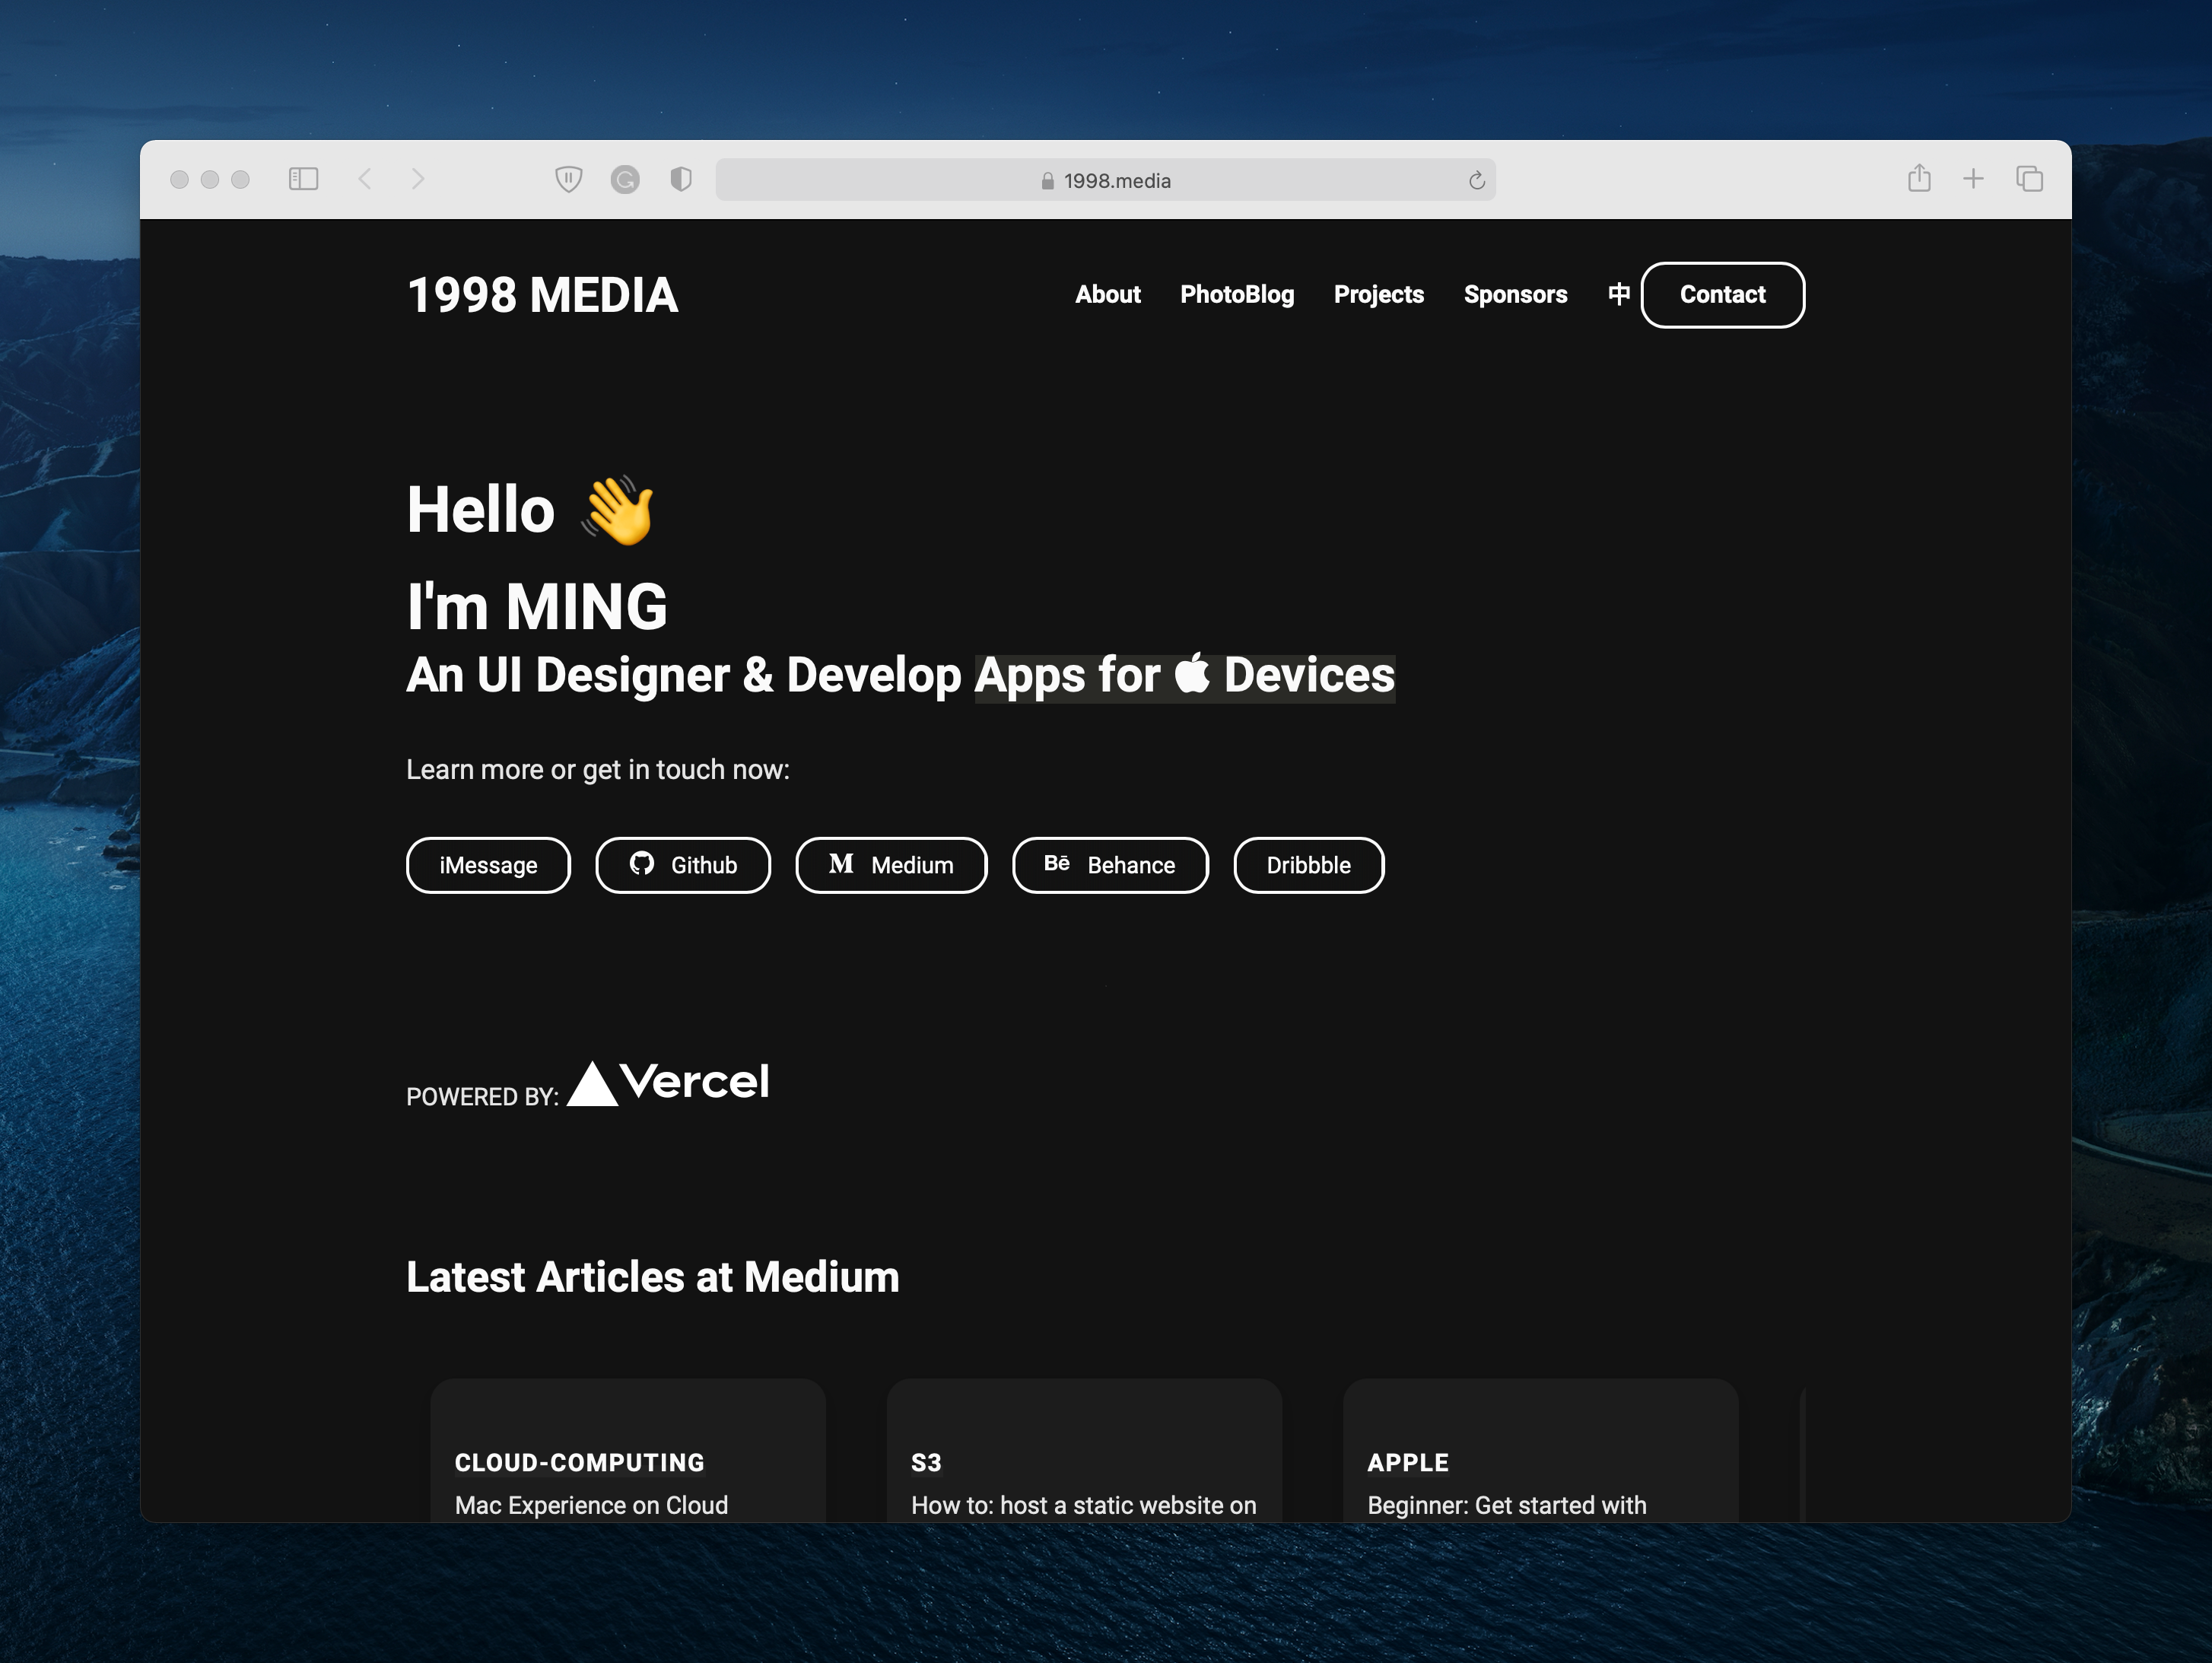 1998.media
1998 MEDIA
About PhotoBlog Projects Sponsors 中 Contact
Hello 👋
I'm MING
An UI Designer & Develop Apps for  Devices
Learn more or get in touch now:
iMessage Github Medium Bē Behance Dribbble
POWERED BY: Vercel
Latest Articles at Medium
CLOUD-COMPUTING
Mac Experience on Cloud
S3
How to: host a static website on
APPLE
Beginner: Get started with